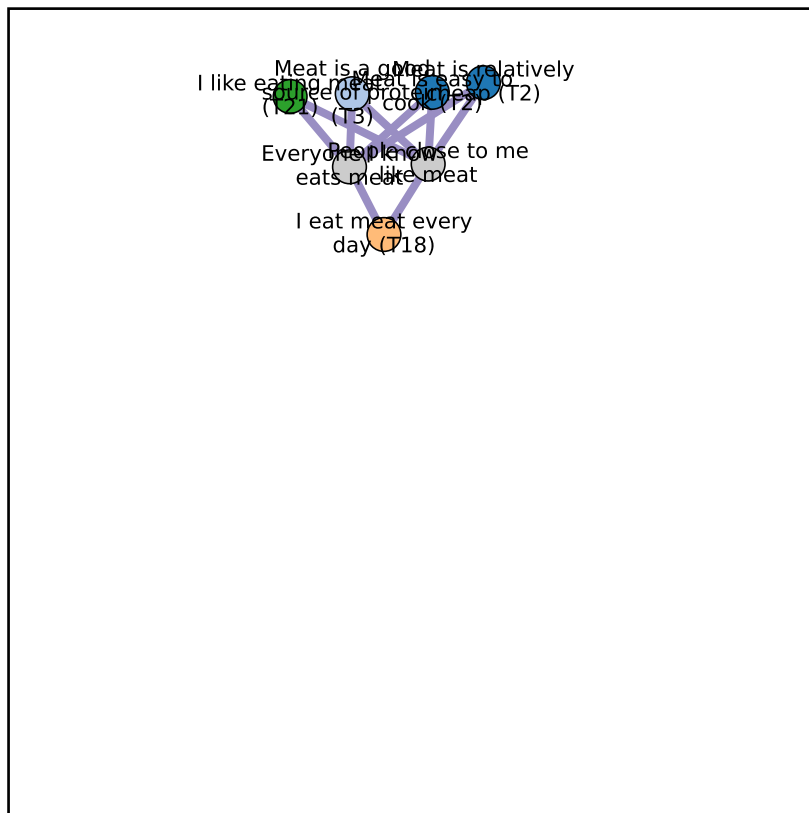 I like eating meat
(T21)
Meat is a good
source of protein
(T3)
Meat is easy to
cook (T2)
Meat is relatively
cheap (T2)
Everyone I know
eats meat
People close to me
like meat
I eat meat every
day (T18)